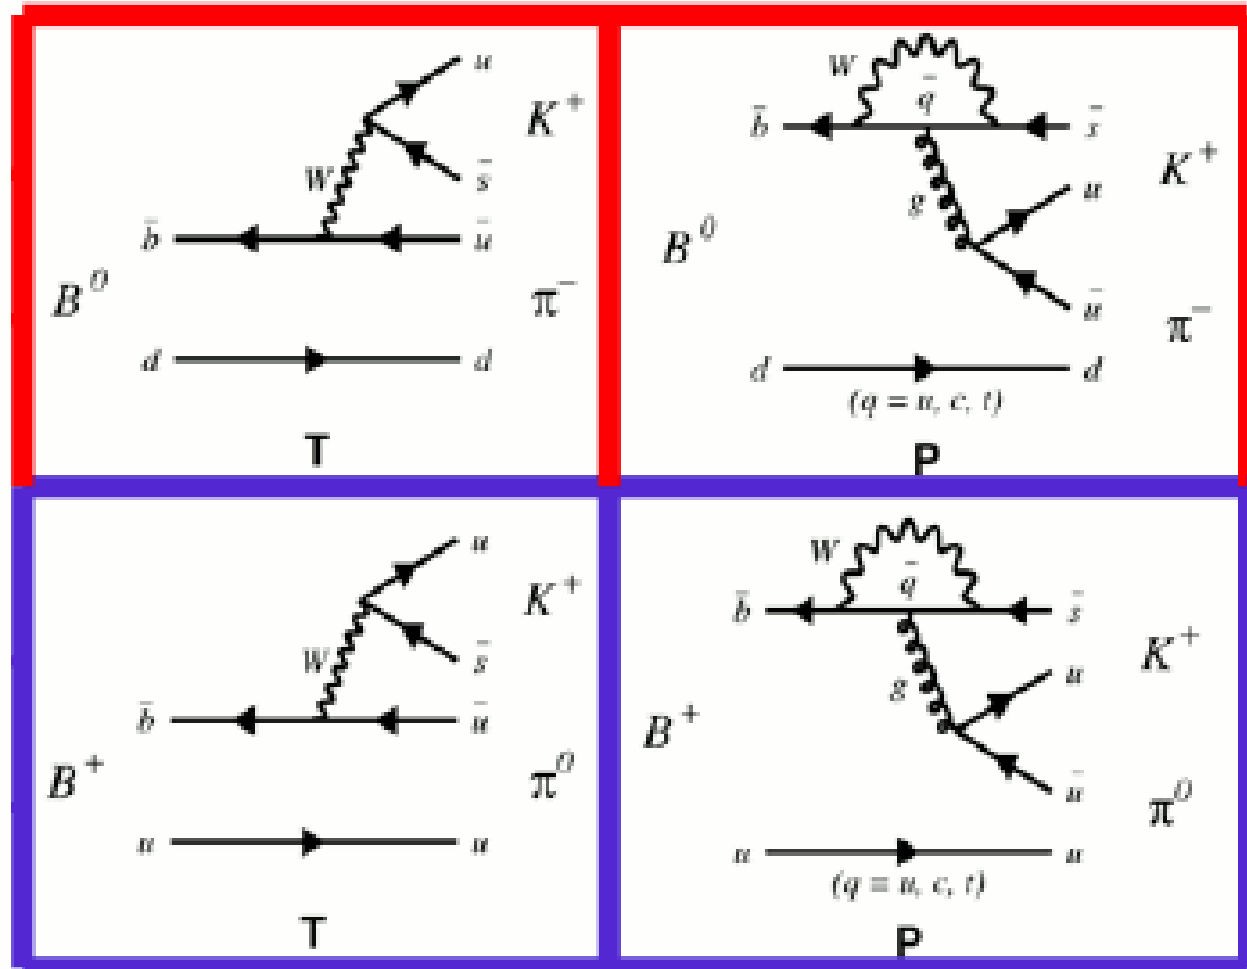 u
K⁺
W
s̄
b̄
ū
B⁰
π⁻
d
d
T
W
q̄
b̄
s̄
K⁺
u
g
B⁰
ū
π⁻
d
d
(q = u, c, t)
P
u
K⁺
W
s̄
b̄
ū
B⁺
π⁰
u
u
T
W
q̄
b̄
s̄
K⁺
u
g
B⁺
ū
π⁰
u
u
(q = u, c, t)
P